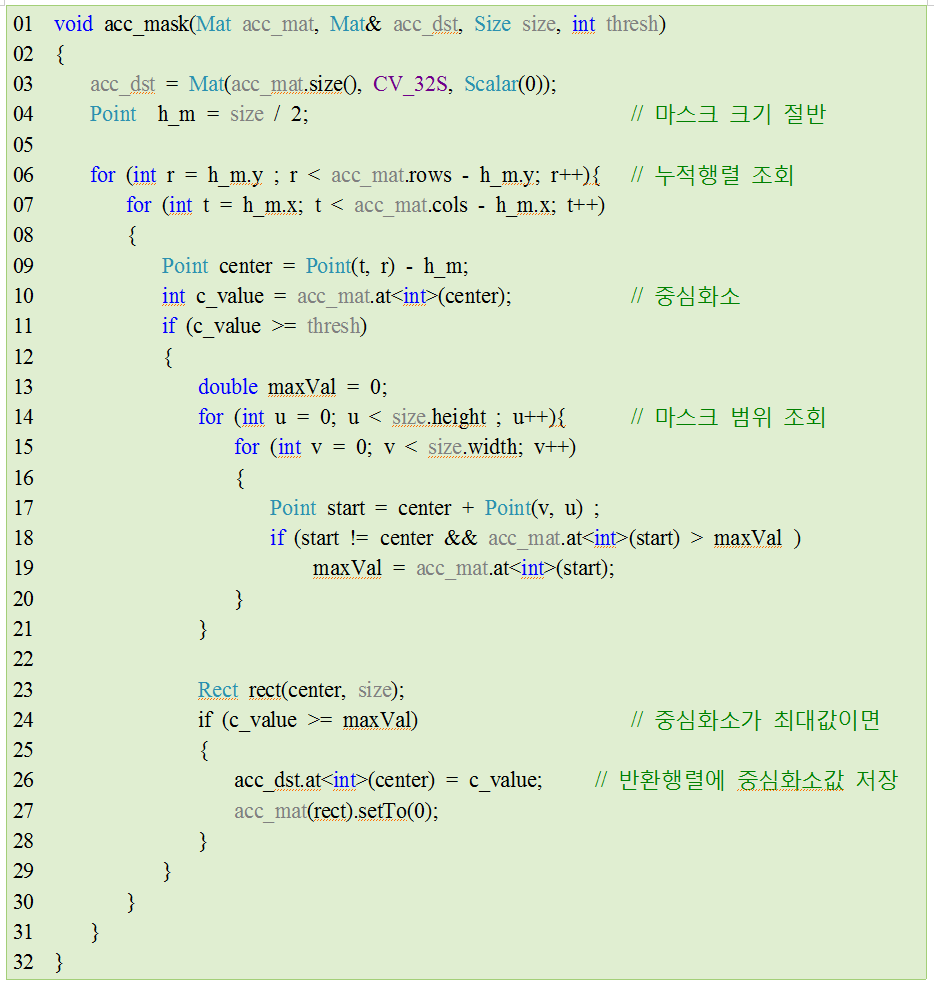 01 void acc_mask(Mat acc_mat, Mat& acc_dst, Size size, int thresh)
02 {
03     acc_dst = Mat(acc_mat.size(), CV_32S, Scalar(0));
04     Point  h_m = size / 2; // 마스크 크기 절반
05
06     for (int r = h_m.y ; r < acc_mat.rows - h_m.y; r++){ // 누적행렬 조회
07         for (int t = h_m.x; t < acc_mat.cols - h_m.x; t++)
08         {
09             Point center = Point(t, r) - h_m;
10             int c_value = acc_mat.at<int>(center); // 중심화소
11             if (c_value >= thresh)
12             {
13                 double maxVal = 0;
14                 for (int u = 0; u < size.height ; u++){ // 마스크 범위 조회
15                     for (int v = 0; v < size.width; v++)
16                     {
17                         Point start = center + Point(v, u) ;
18                         if (start != center && acc_mat.at<int>(start) > maxVal )
19                             maxVal = acc_mat.at<int>(start);
20                     }
21                 }
22
23                 Rect rect(center, size);
24                 if (c_value >= maxVal) // 중심화소가 최대값이면
25                 {
26                     acc_dst.at<int>(center) = c_value; // 반환행렬에 중심화소값 저장
27                     acc_mat(rect).setTo(0);
28                 }
29             }
30         }
31     }
32 }